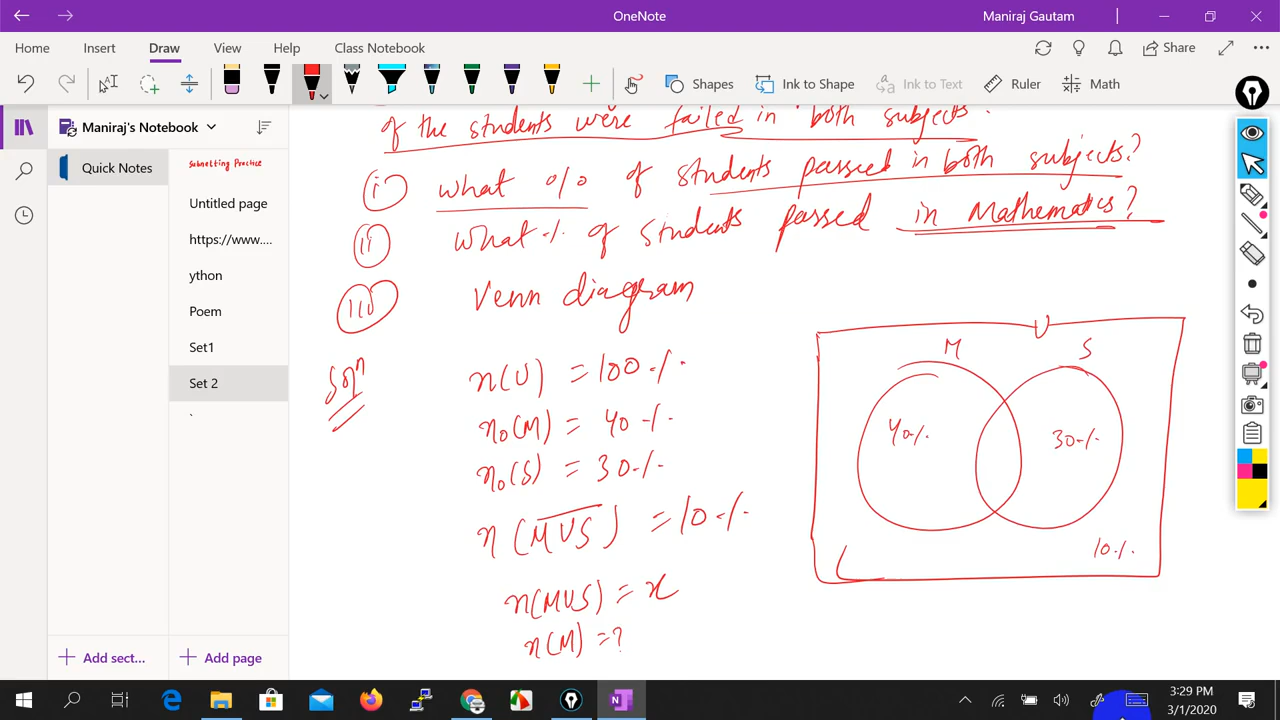 OneNote
Maniraj Gautam
Home Insert Draw View Help Class Notebook
Share
Shapes
Ink to Shape
Ink to Text
Ruler
Math
Maniraj's Notebook
Quick Notes
Subnetting Practice
Untitled page
https://www....
ython
Poem
Set1
Set 2
`
Add sect...
Add page
of the students were failed in both subjects.
(i) what % of students passed in both subjects?
(ii) what % of students passed in Mathematics?
(iii) Venn diagram
Solⁿ
n(U) = 100%
n₀(M) = 40%
n₀(S) = 30%
n(M̅U̅S̅) = 10%
n(MUS) = x
n(M) = ?
U
M S
40% 30%
10%
3:29 PM
3/1/2020